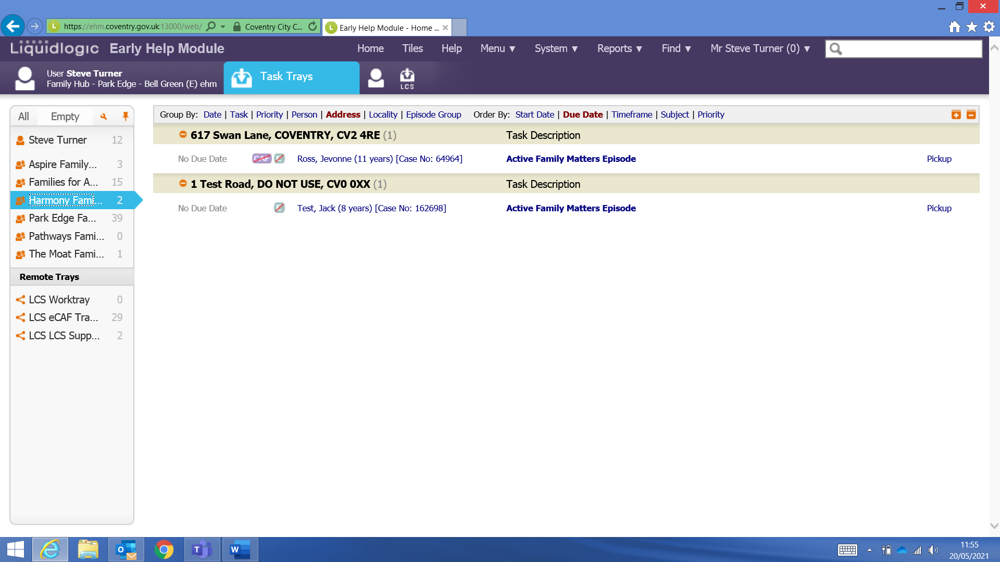 https://ehm.coventry.gov.uk:13000/web/
Coventry City C...
Early Help Module - Home ...
Liquidlogic Early Help Module
Home Tiles Help Menu ▼ System ▼ Reports ▼ Find ▼ Mr Steve Turner (0) ▼
User Steve Turner
Family Hub - Park Edge - Bell Green (E) ehm
Task Trays
LCS
All Empty
Steve Turner 12
Aspire Family... 3
Families for A... 15
Harmony Fami... 2
Park Edge Fa... 39
Pathways Fami... 0
The Moat Fami... 1
Remote Trays
LCS Worktray 0
LCS eCAF Tra... 29
LCS LCS Supp... 2
Group By: Date | Task | Priority | Person | Address | Locality | Episode Group Order By: Start Date | Due Date | Timeframe | Subject | Priority
617 Swan Lane, COVENTRY, CV2 4RE (1) Task Description
No Due Date CAF E Ross, Jevonne (11 years) [Case No: 64964] Active Family Matters Episode Pickup
1 Test Road, DO NOT USE, CV0 0XX (1) Task Description
No Due Date E Test, Jack (8 years) [Case No: 162698] Active Family Matters Episode Pickup
11:55
20/05/2021